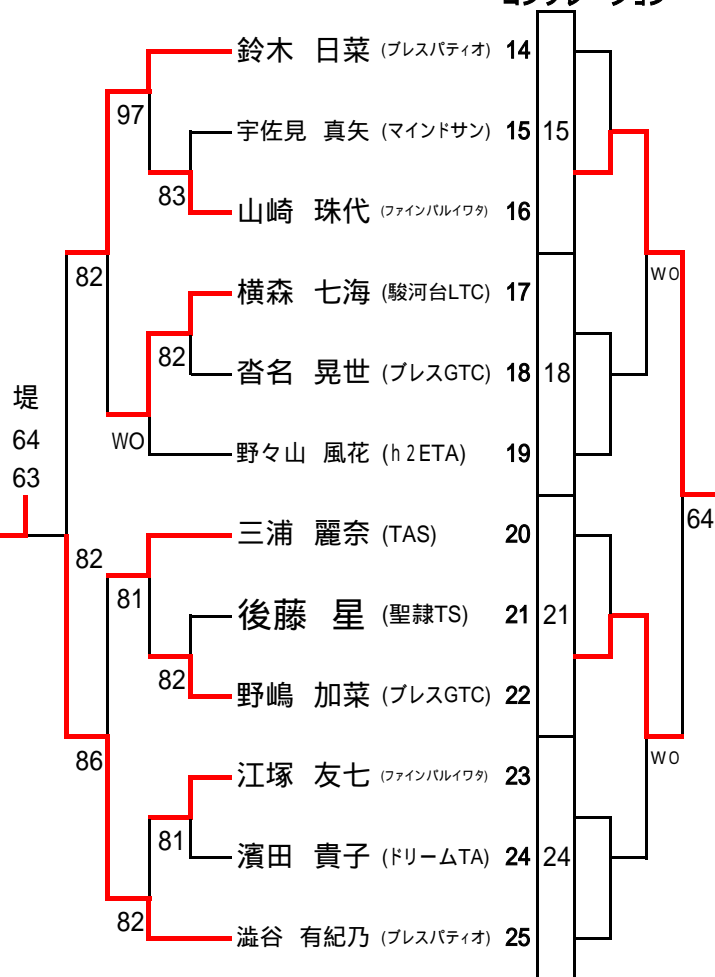 鈴木 日菜 (ブレスパティオ) 14
97
宇佐見 真矢 (マインドサン) 15 15
83
山崎 珠代 (ファインバルイワタ) 16
82
WO
横森 七海 (駿河台LTC) 17
82
沓名 晃世 (ブレスGTC) 18 18
堤
64
63
WO
野々山 風花 (h2ETA) 19
64
三浦 麗奈 (TAS) 20
82
81
後藤 星 (聖隷TS) 21 21
82
野嶋 加菜 (ブレスGTC) 22
86
WO
江塚 友七 (ファインバルイワタ) 23
81
濱田 貴子 (ドリームTA) 24 24
82
澁谷 有紀乃 (ブレスパティオ) 25